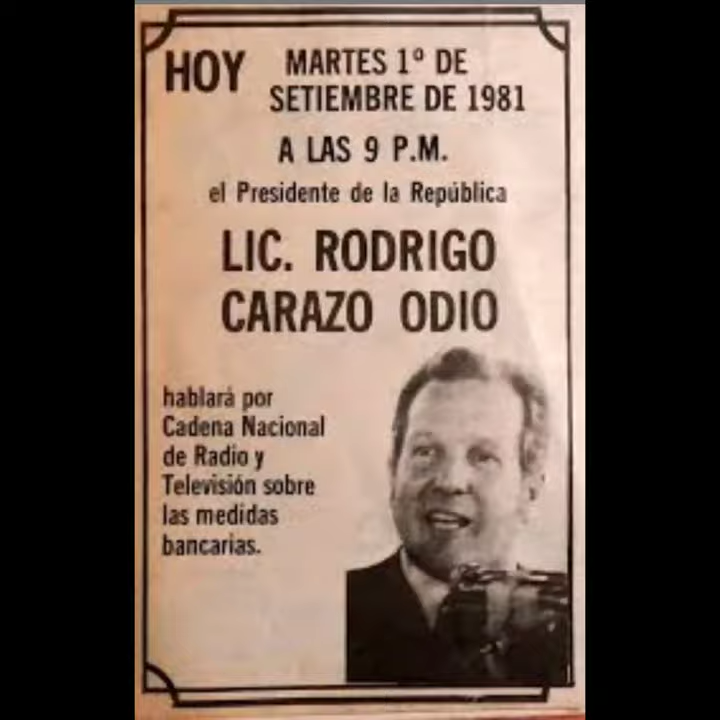 HOY MARTES 1º DE
SETIEMBRE DE 1981
A LAS 9 P.M.
el Presidente de la República
LIC. RODRIGO
CARAZO ODIO
hablará por
Cadena Nacional
de Radio y
Televisión sobre
las medidas
bancarias.